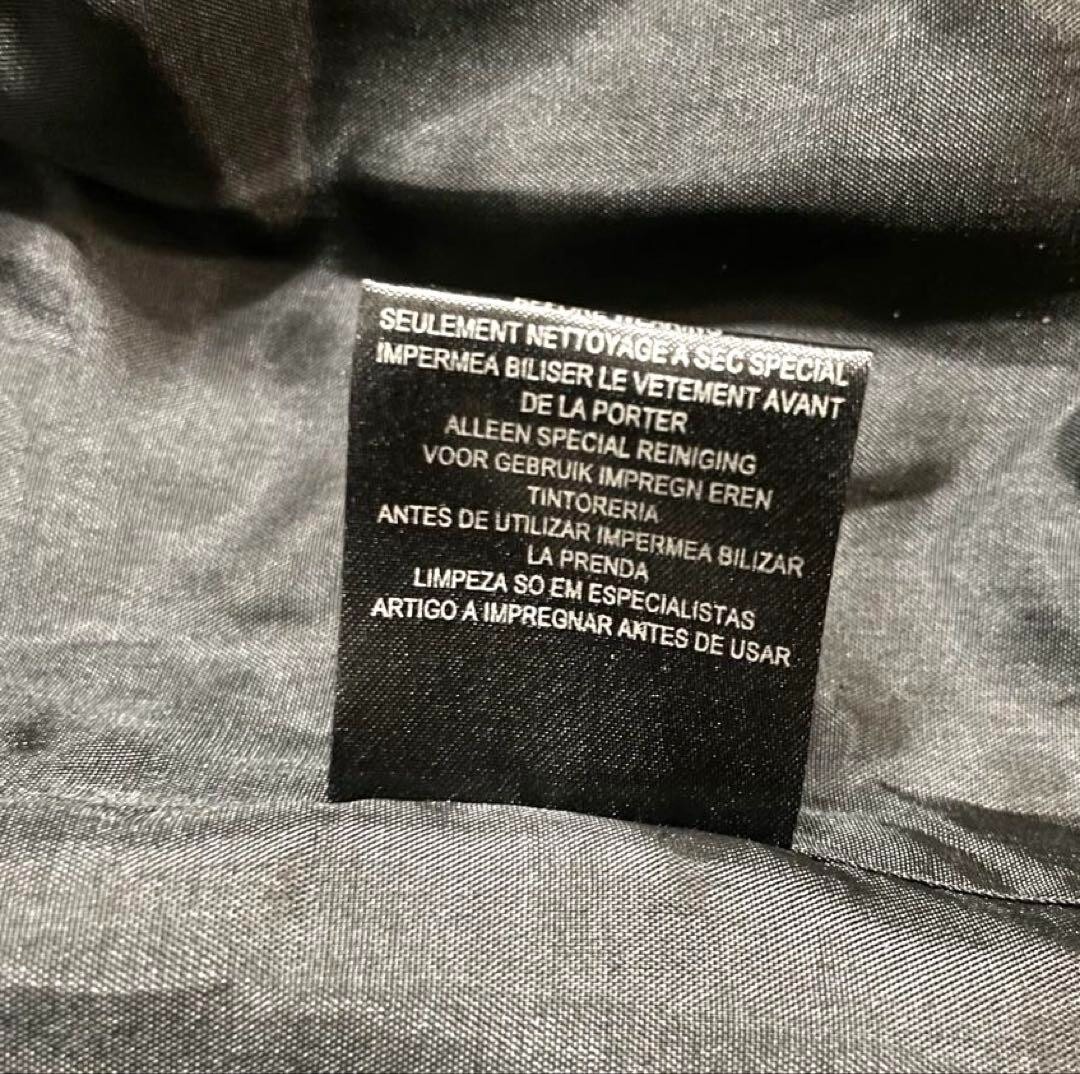 SEULEMENT NETTOYAGE A SEC SPECIAL
IMPERMEA BILISER LE VETEMENT AVANT
DE LA PORTER
ALLEEN SPECIAL REINIGING
VOOR GEBRUIK IMPREGN EREN
TINTORERIA
ANTES DE UTILIZAR IMPERMEA BILIZAR
LA PRENDA
LIMPEZA SO EM ESPECIALISTAS
ARTIGO A IMPREGNAR ANTES DE USAR